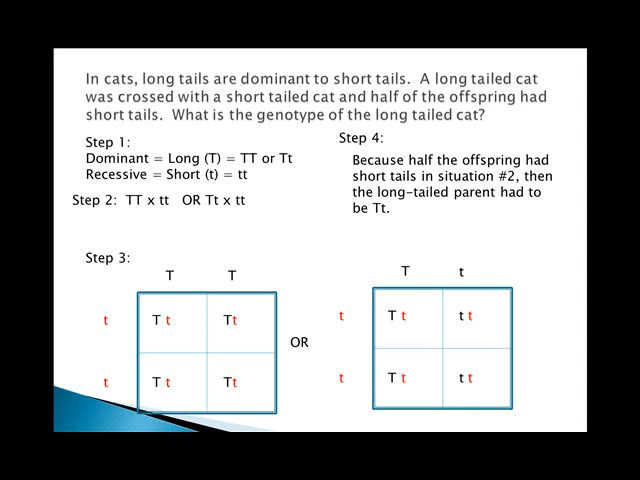 In cats, long tails are dominant to short tails. A long tailed cat
was crossed with a short tailed cat and half of the offspring had
short tails. What is the genotype of the long tailed cat?
Step 1:
Dominant = Long (T) = TT or Tt
Recessive = Short (t) = tt
Step 2: TT x tt OR Tt x tt
Step 4:
Because half the offspring had
short tails in situation #2, then
the long-tailed parent had to
be Tt.
Step 3:
T T
t T t Tt
t T t Tt
OR
T t
t T t t t
t T t t t